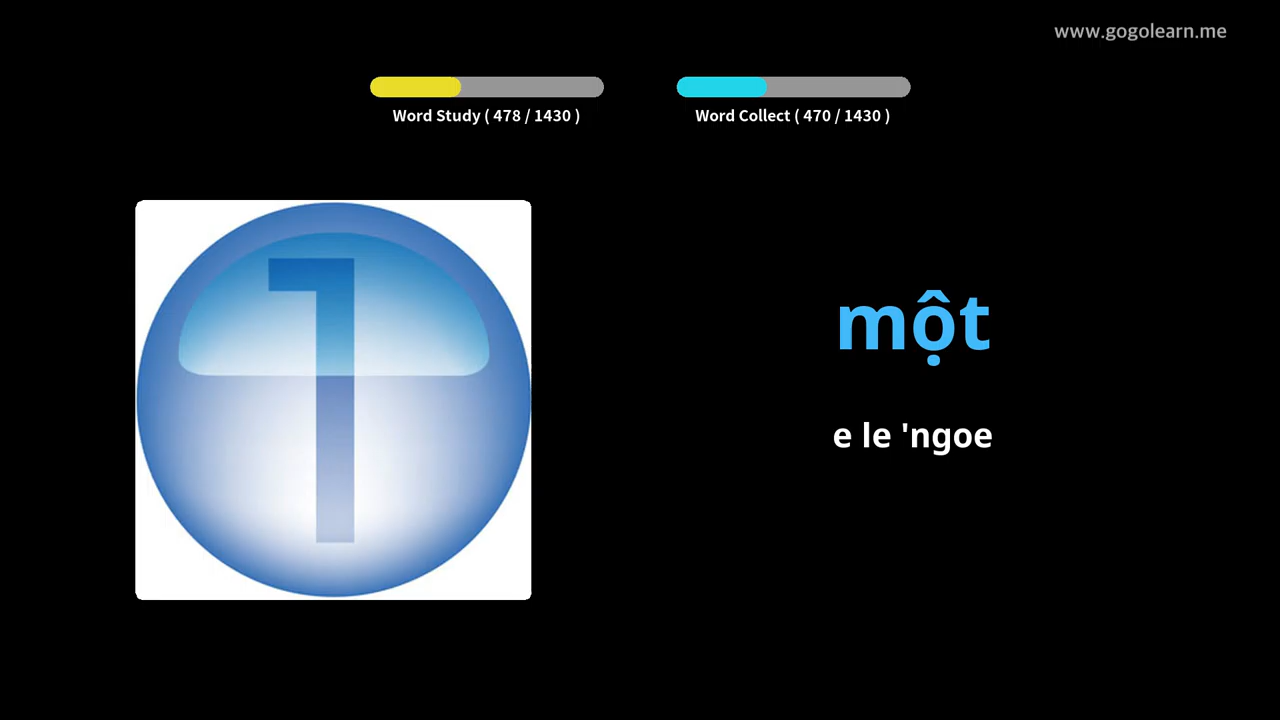 www.gogolearn.me
Word Study ( 478 / 1430 )
Word Collect ( 470 / 1430 )
1
một
e le 'ngoe